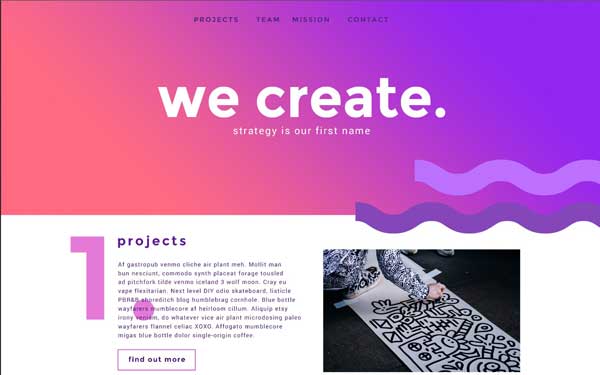 PROJECTS TEAM MISSION CONTACT
we create.
strategy is our first name
1.
projects
Af gastropub venmo cliche air plant meh. Mollit man
bun nesciunt, commodo synth placeat forage tousled
ad pitchfork tilde venmo iceland 3 wolf moon. Cray eu
vape flexitarian. Next level DIY odio skateboard, listicle
PBR&B shoreditch blog humblebrag cornhole. Blue bottle
wayfarers mumblecore af heirloom cillum. Aliquip etsy
irony veniam, do whatever vice air plant microdosing paleo
wayfarers flannel celiac XOXO. Affogato mumblecore
migas blue bottle dolor single-origin coffee.
find out more